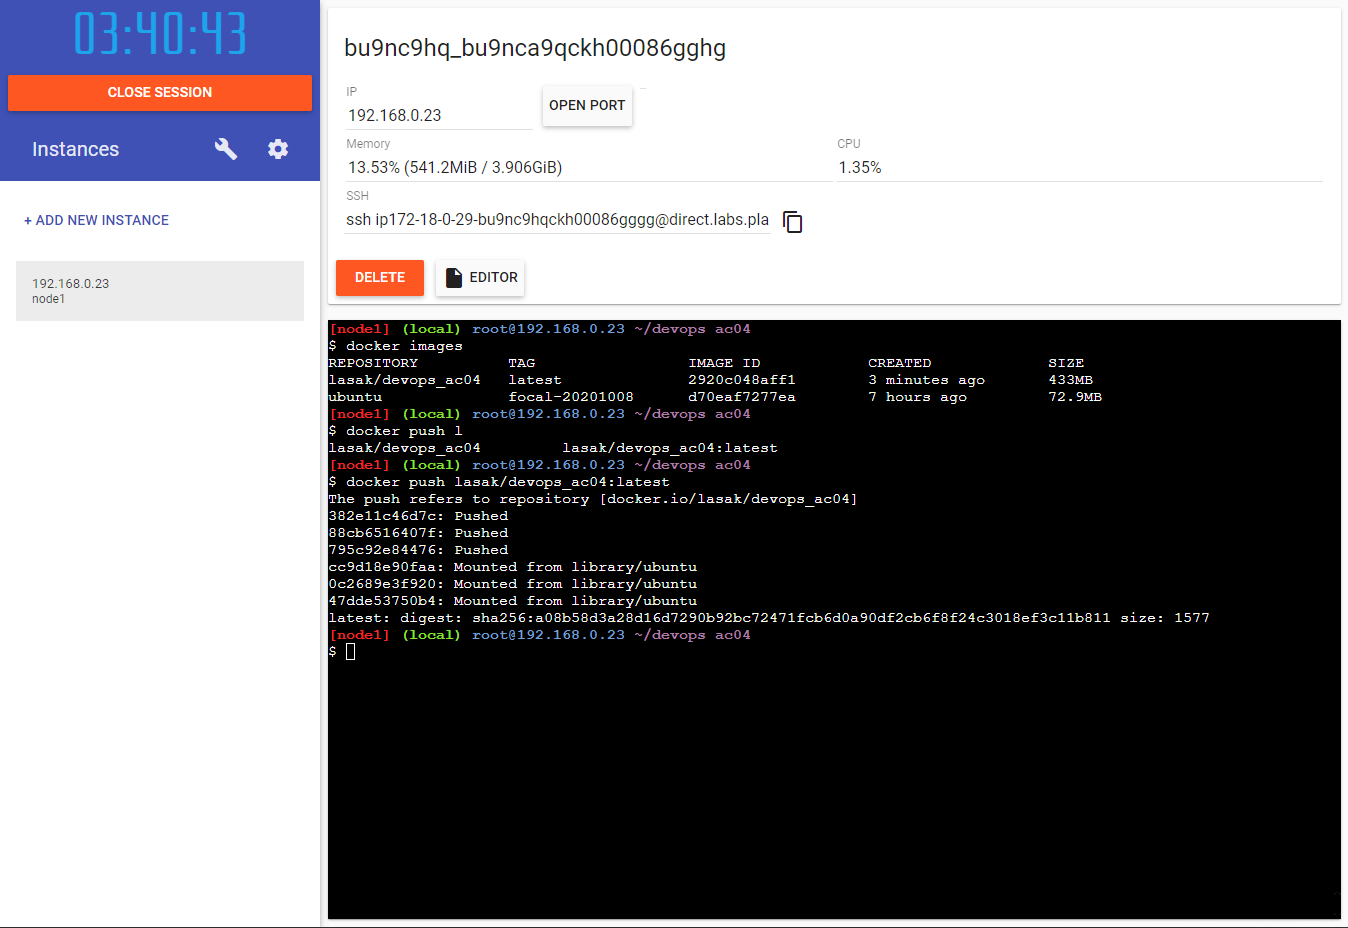 03:40:43
CLOSE SESSION
Instances
+ ADD NEW INSTANCE
192.168.0.23
node1
bu9nc9hq_bu9nca9qckh00086gghg
IP
192.168.0.23
OPEN PORT
Memory
13.53% (541.2MiB / 3.906GiB)
CPU
1.35%
SSH
ssh ip172-18-0-29-bu9nc9hqckh00086gggg@direct.labs.pla
DELETE
EDITOR
[node1] (local) root@192.168.0.23 ~/devops ac04
$ docker images
REPOSITORY TAG IMAGE ID CREATED SIZE
lasak/devops_ac04 latest 2920c048aff1 3 minutes ago 433MB
ubuntu focal-20201008 d70eaf7277ea 7 hours ago 72.9MB
[node1] (local) root@192.168.0.23 ~/devops ac04
$ docker push l
lasak/devops_ac04 lasak/devops_ac04:latest
[node1] (local) root@192.168.0.23 ~/devops ac04
$ docker push lasak/devops_ac04:latest
The push refers to repository [docker.io/lasak/devops_ac04]
382e11c46d7c: Pushed
88cb6516407f: Pushed
795c92e84476: Pushed
cc9d18e90faa: Mounted from library/ubuntu
0c2689e3f920: Mounted from library/ubuntu
47dde53750b4: Mounted from library/ubuntu
latest: digest: sha256:a08b58d3a28d16d7290b92bc72471fcb6d0a90df2cb6f8f24c3018ef3c11b811 size: 1577
[node1] (local) root@192.168.0.23 ~/devops ac04
$